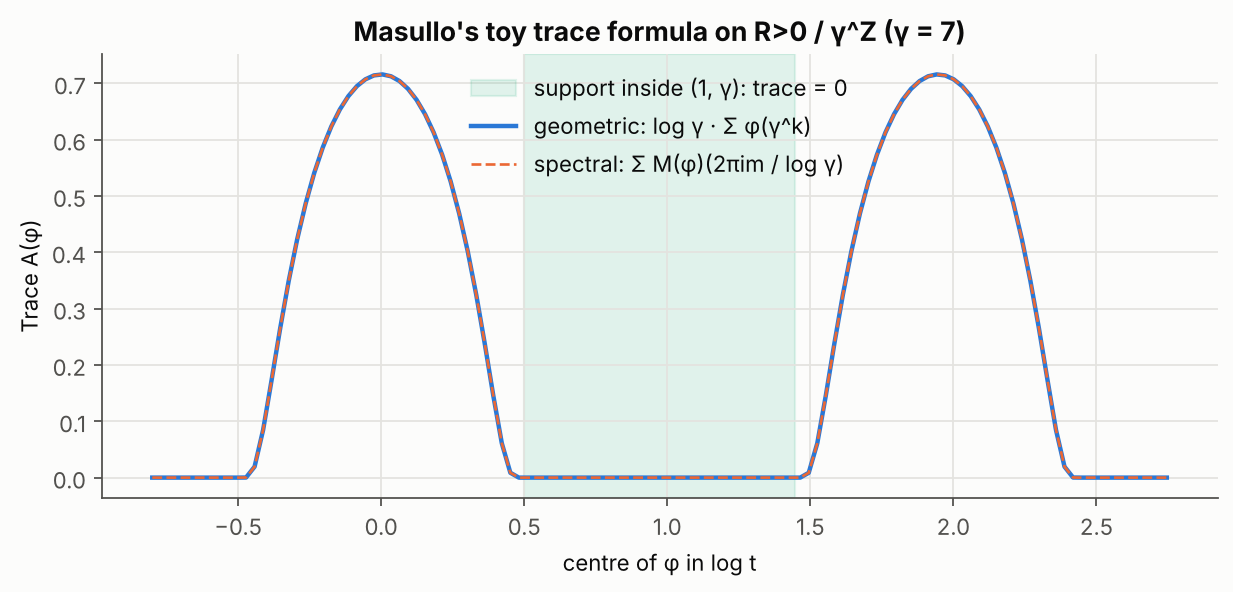 Masullo's toy trace formula on R>0 / γ^Z (γ = 7)
support inside (1, γ): trace = 0
geometric: log γ · Σ φ(γ^k)
spectral: Σ M(φ)(2πim / log γ)
Trace A(φ)
0.7
0.6
0.5
0.4
0.3
0.2
0.1
0.0
−0.5 0.0 0.5 1.0 1.5 2.0 2.5
centre of φ in log t